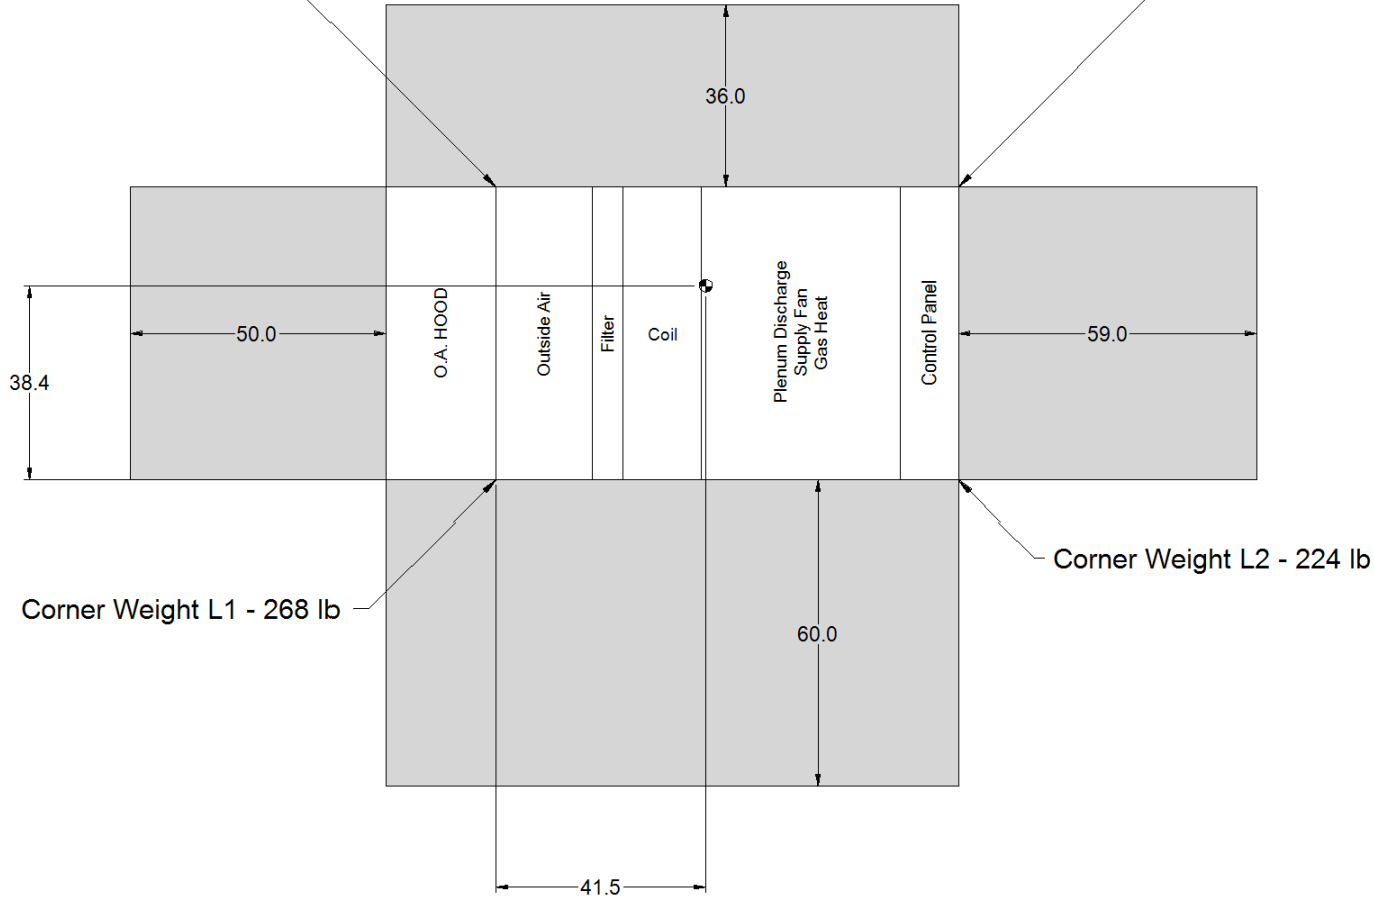 36.0
50.0
38.4
O.A. HOOD
Outside Air
Filter
Coil
Plenum Discharge
Supply Fan
Gas Heat
Control Panel
59.0
Corner Weight L2 - 224 lb
Corner Weight L1 - 268 lb
60.0
41.5